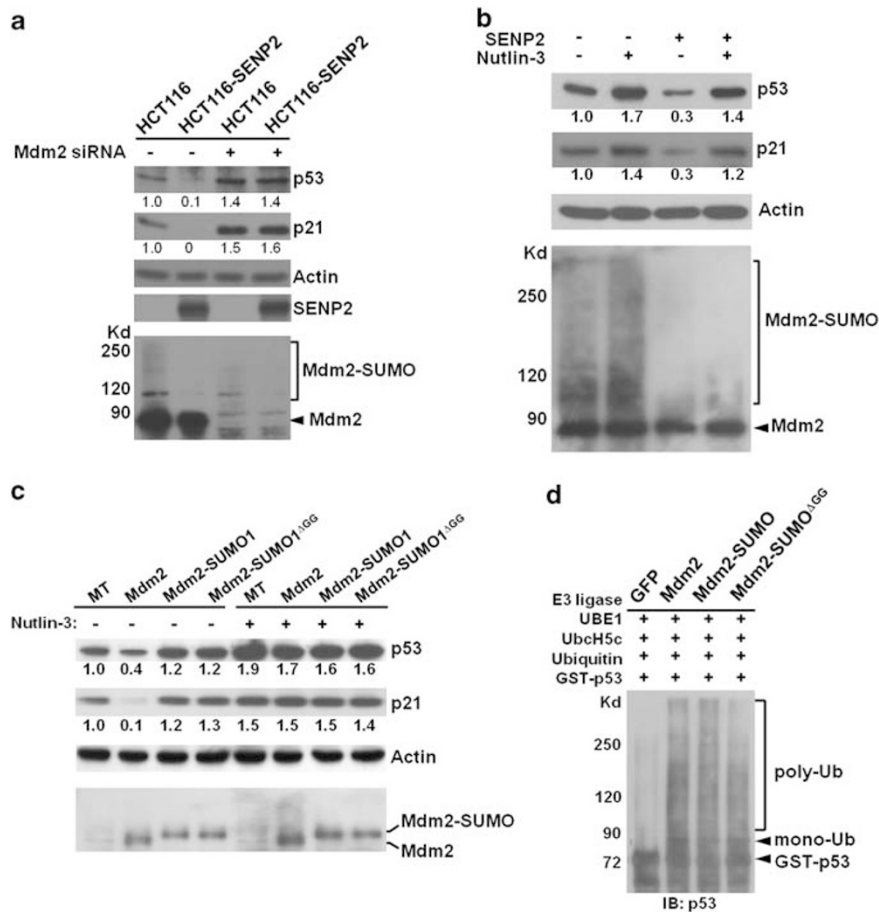 a
HCT116
HCT116-SENP2
HCT116
HCT116-SENP2
Mdm2 siRNA - - + +
p53
1.0 0.1 1.4 1.4
p21
1.0 0 1.5 1.6
Actin
SENP2
Kd
250
Mdm2-SUMO
120
90
Mdm2
b
SENP2 - - + +
Nutlin-3 - + - +
p53
1.0 1.7 0.3 1.4
p21
1.0 1.4 0.3 1.2
Actin
Kd
250
Mdm2-SUMO
120
90
Mdm2
c
MT
Mdm2
Mdm2-SUMO1
Mdm2-SUMO1ΔGG
MT
Mdm2
Mdm2-SUMO1
Mdm2-SUMO1ΔGG
Nutlin-3: - - - - + + + +
p53
1.0 0.4 1.2 1.2 1.9 1.7 1.6 1.6
p21
1.0 0.1 1.2 1.3 1.5 1.5 1.5 1.4
Actin
Mdm2-SUMO
Mdm2
d
E3 ligase
GFP
Mdm2
Mdm2-SUMO
Mdm2-SUMOΔGG
UBE1 + + + +
UbcH5c + + + +
Ubiquitin + + + +
GST-p53 + + + +
Kd
250
poly-Ub
120
90
mono-Ub
72
GST-p53
IB: p53